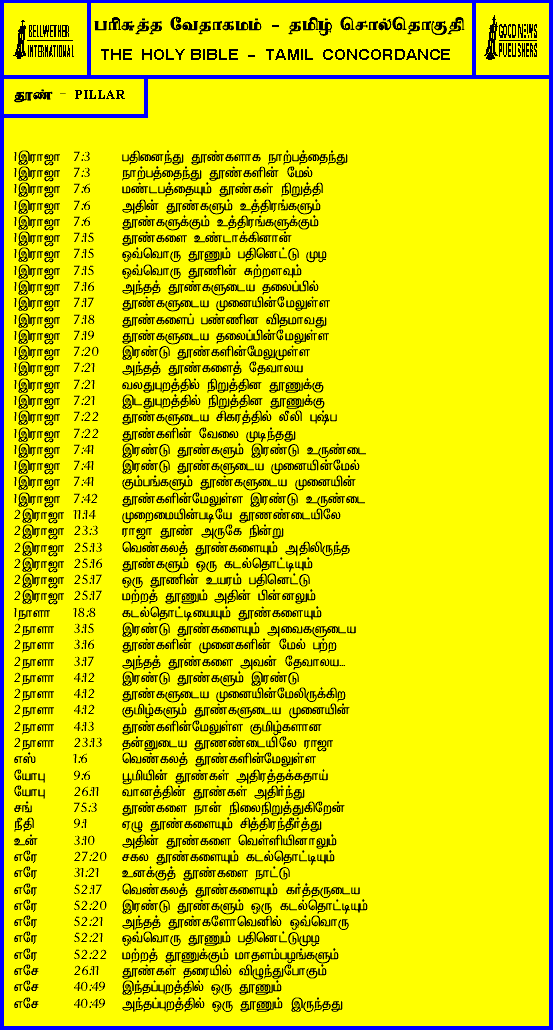 BELLWETHER
INTERNATIONAL
பரிசுத்த வேதாகமம் - தமிழ் சொல்தொகுதி
THE HOLY BIBLE - TAMIL CONCORDANCE
GOOD NEWS
PUBLISHERS
தூண் - PILLAR
1இராஜா 7:3 பதினைந்து தூண்களாக நாற்பத்தைந்து
1இராஜா 7:3 நாற்பத்தைந்து தூண்களின் மேல்
1இராஜா 7:6 மண்டபத்தையும் தூண்கள் நிறுத்தி
1இராஜா 7:6 அதின் தூண்களும் உத்திரங்களும்
1இராஜா 7:6 தூண்களுக்கும் உத்திரங்களுக்கும்
1இராஜா 7:15 தூண்களை உண்டாக்கினான்
1இராஜா 7:15 ஒவ்வொரு தூணும் பதினெட்டு முழ
1இராஜா 7:15 ஒவ்வொரு தூணின் சுற்றளவும்
1இராஜா 7:16 அந்தத் தூண்களுடைய தலைப்பில்
1இராஜா 7:17 தூண்களுடைய முனையின்மேலுள்ள
1இராஜா 7:18 தூண்களைப் பண்ணின விதமாவது
1இராஜா 7:19 தூண்களுடைய தலைப்பின்மேலுள்ள
1இராஜா 7:20 இரண்டு தூண்களின்மேலுமுள்ள
1இராஜா 7:21 அந்தத் தூண்களைத் தேவாலய
1இராஜா 7:21 வலதுபுறத்தில் நிறுத்தின தூணுக்கு
1இராஜா 7:21 இடதுபுறத்தில் நிறுத்தின தூணுக்கு
1இராஜா 7:22 தூண்களுடைய சிகரத்தில் லீலி புஷ்ப
1இராஜா 7:22 தூண்களின் வேலை முடிந்தது
1இராஜா 7:41 இரண்டு தூண்களும் இரண்டு உருண்டை
1இராஜா 7:41 இரண்டு தூண்களுடைய முனையின்மேல்
1இராஜா 7:41 கும்பங்களும் தூண்களுடைய முனையின்
1இராஜா 7:42 தூண்களின்மேலுள்ள இரண்டு உருண்டை
2இராஜா 11:14 முறைமையின்படியே தூணண்டையிலே
2இராஜா 23:3 ராஜா தூண் அருகே நின்று
2இராஜா 25:13 வெண்கலத் தூண்களையும் அதிலிருந்த
2இராஜா 25:16 தூண்களும் ஒரு கடல்தொட்டியும்
2இராஜா 25:17 ஒரு தூணின் உயரம் பதினெட்டு
2இராஜா 25:17 மற்றத் தூணும் அதின் பின்னலும்
1நாளா 18:8 கடல்தொட்டியையும் தூண்களையும்
2நாளா 3:15 இரண்டு தூண்களையும் அவைகளுடைய
2நாளா 3:16 தூண்களின் முனைகளின் மேல் பற்ற
2நாளா 3:17 அந்தத் தூண்களை அவன் தேவாலய...
2நாளா 4:12 இரண்டு தூண்களும் இரண்டு
2நாளா 4:12 தூண்களுடைய முனையின்மேலிருக்கிற
2நாளா 4:12 குமிழ்களும் தூண்களுடைய முனையின்
2நாளா 4:13 தூண்களின்மேலுள்ள குமிழ்களான
2நாளா 23:13 தன்னுடைய தூணண்டையிலே ராஜா
எஸ் 1:6 வெண்கலத் தூண்களின்மேலுள்ள
யோபு 9:6 பூமியின் தூண்கள் அதிரத்தக்கதாய்
யோபு 26:11 வானத்தின் தூண்கள் அதிர்ந்து
சங் 75:3 தூண்களை நான் நிலைநிறுத்துகிறேன்
நீதி 9:1 ஏழு தூண்களையும் சித்திரந்தீர்த்து
உன் 3:10 அதின் தூண்களை வெள்ளியினாலும்
எரே 27:20 சகல தூண்களையும் கடல்தொட்டியும்
எரே 31:21 உனக்குத் தூண்களை நாட்டு
எரே 52:17 வெண்கலத் தூண்களையும் கர்த்தருடைய
எரே 52:20 இரண்டு தூண்களும் ஒரு கடல்தொட்டியும்
எரே 52:21 அந்தத் தூண்களோவெனில் ஒவ்வொரு
எரே 52:21 ஒவ்வொரு தூணும் பதினெட்டுமுழ
எரே 52:22 மற்றத் தூணுக்கும் மாதளம்பழங்களும்
எசே 26:11 தூண்கள் தரையில் விழுந்துபோகும்
எசே 40:49 இந்தப்புறத்தில் ஒரு தூணும்
எசே 40:49 அந்தப்புறத்தில் ஒரு தூணும் இருந்தது